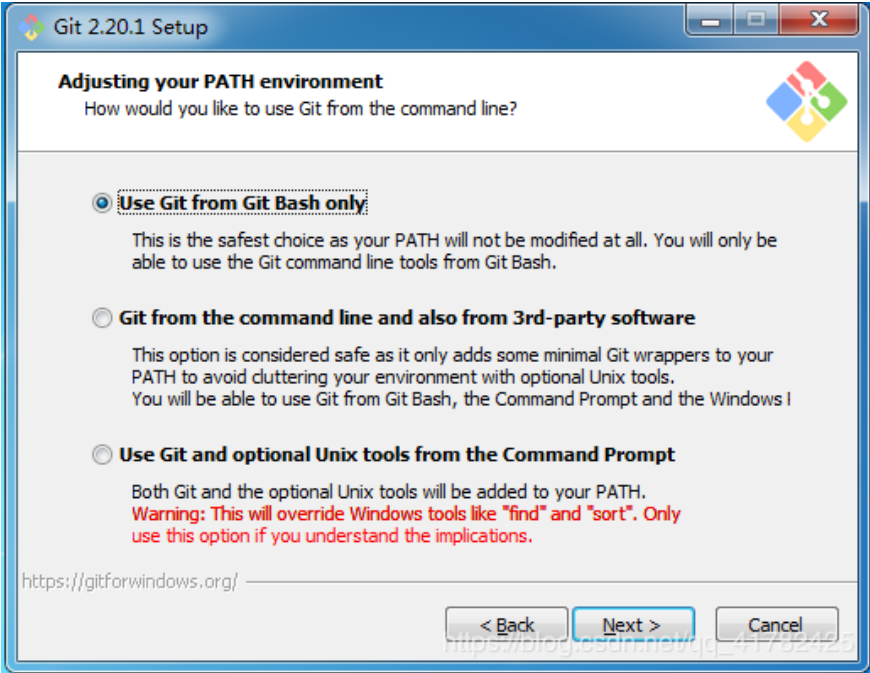 Git 2.20.1 Setup
Adjusting your PATH environment
How would you like to use Git from the command line?
Use Git from Git Bash only
This is the safest choice as your PATH will not be modified at all. You will only be
able to use the Git command line tools from Git Bash.
Git from the command line and also from 3rd-party software
This option is considered safe as it only adds some minimal Git wrappers to your
PATH to avoid cluttering your environment with optional Unix tools.
You will be able to use Git from Git Bash, the Command Prompt and the Windows
Use Git and optional Unix tools from the Command Prompt
Both Git and the optional Unix tools will be added to your PATH.
Warning: This will override Windows tools like "find" and "sort". Only
use this option if you understand the implications.
https://gitforwindows.org/
< Back Next > Cancel
https://blog.csdn.net/qq_41782425